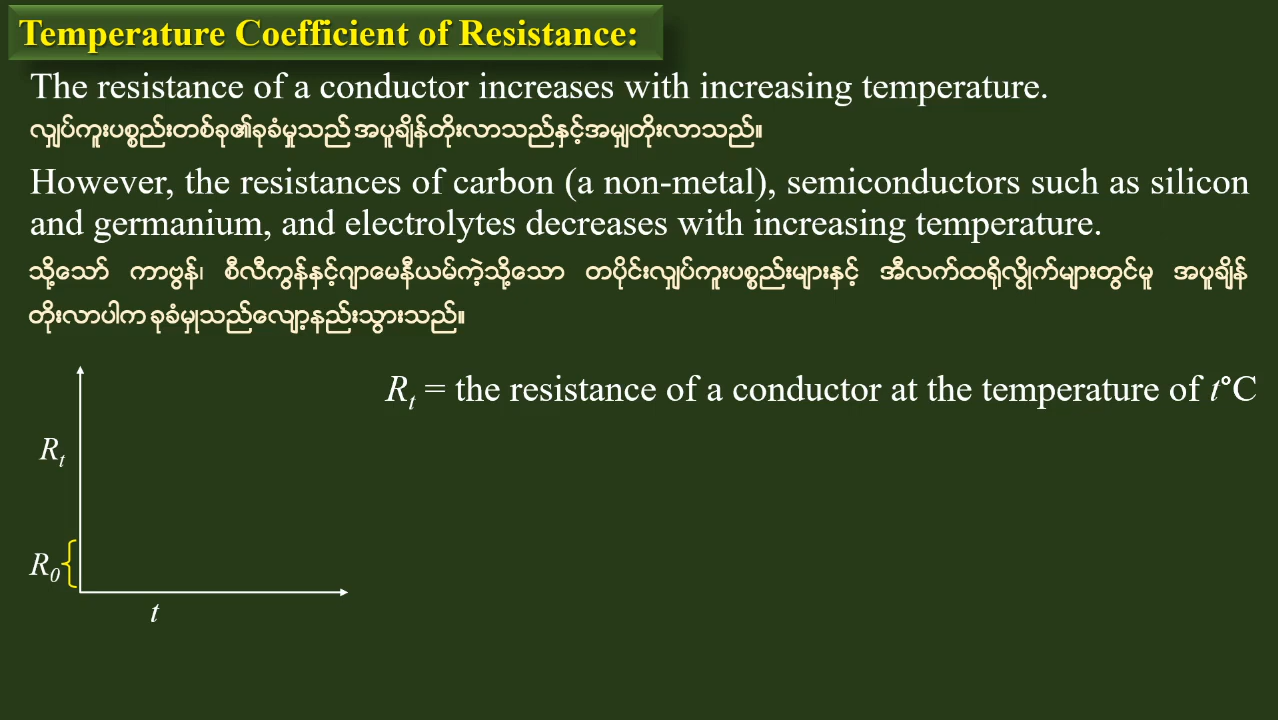 Temperature Coefficient of Resistance:
The resistance of a conductor increases with increasing temperature.
လျှပ်ကူးပစ္စည်းတစ်ခု၏ခုခံမှုသည် အပူချိန်တိုးလာသည်နှင့်အမျှတိုးလာသည်။
However, the resistances of carbon (a non-metal), semiconductors such as silicon
and germanium, and electrolytes decreases with increasing temperature.
သို့သော် ကာဗွန်၊ စီလီကွန်နှင့်ဂျာမေနီယမ်ကဲ့သို့သော တပိုင်းလျှပ်ကူးပစ္စည်းများနှင့် အီလက်ထရိုလွိုက်များတွင်မူ အပူချိန်
တိုးလာပါက ခုခံမှုသည်လျော့နည်းသွားသည်။
R_t = the resistance of a conductor at the temperature of t°C
R_t
R_0
t